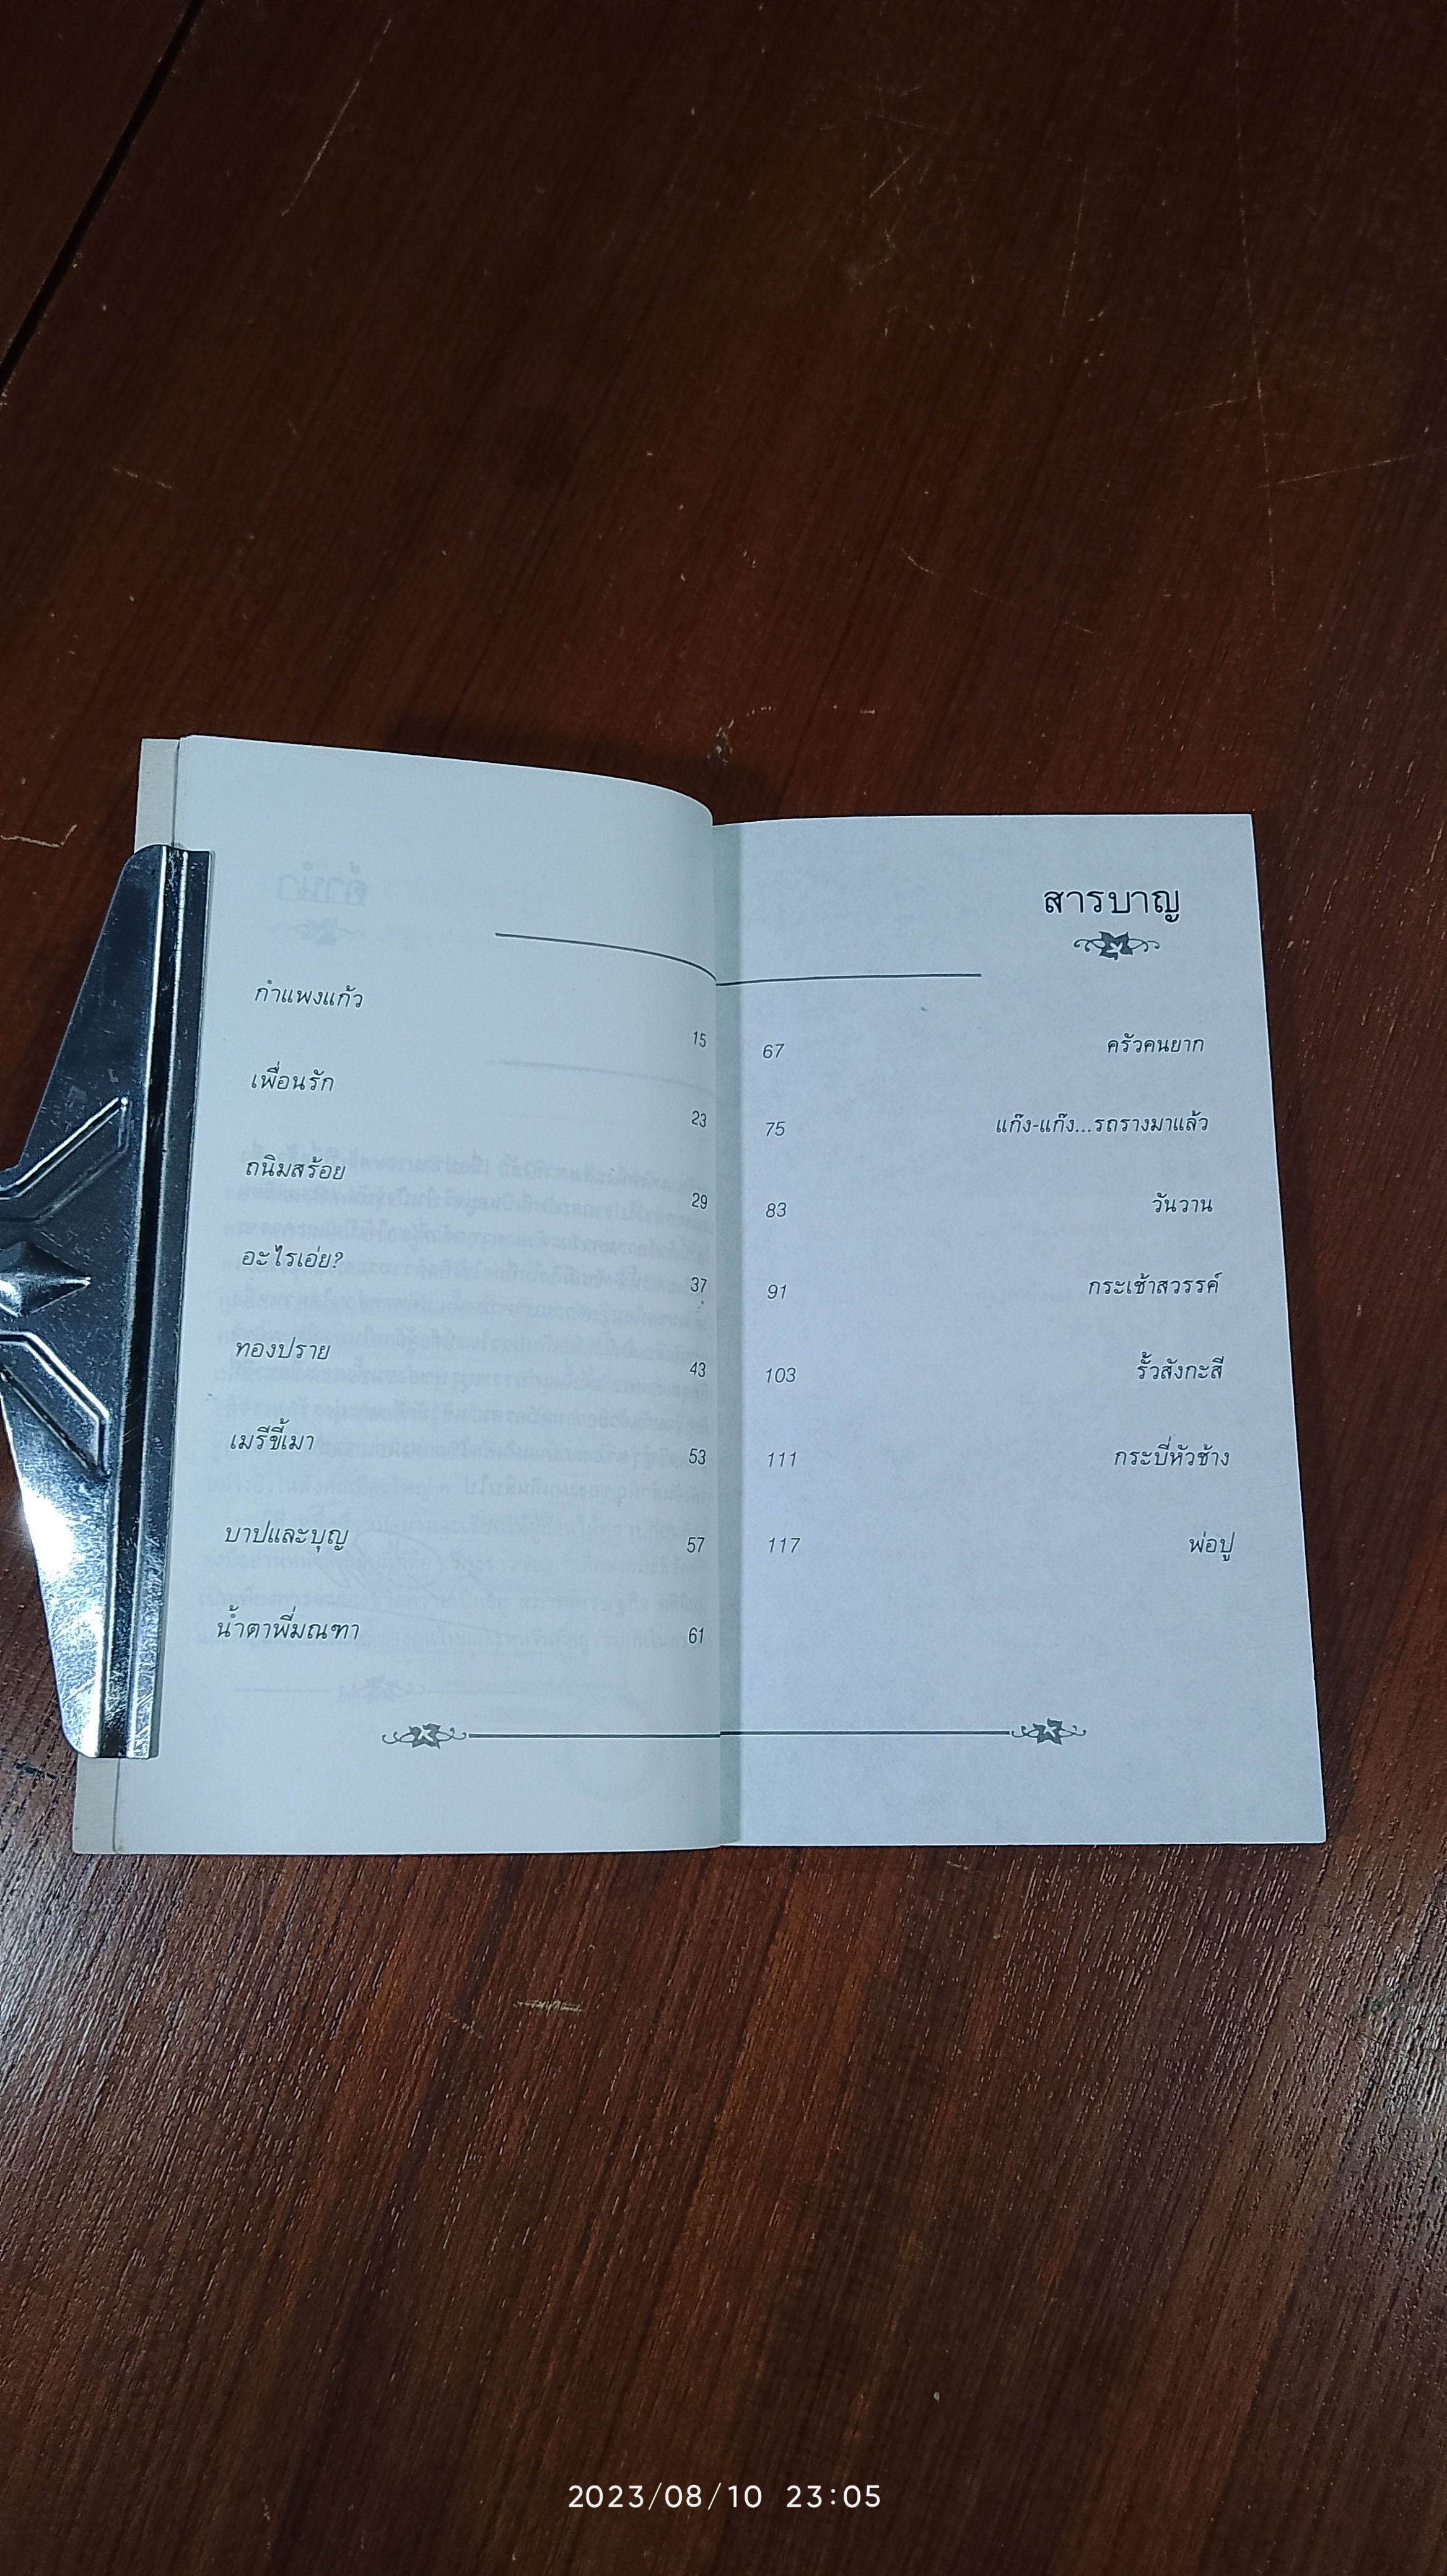 สารบาญ
กำแพงแก้ว 15
เพื่อนรัก 23
ถนิมสร้อย 29
อะไรเอ่ย? 37
ทองปราย 43
เมรีขี้เมา 53
บาปและบุญ 57
น้ำตาพี่มณฑา 61
67 ครัวคนยาก
75 แก๊ง-แก๊ง...รถรางมาแล้ว
83 วันวาน
91 กระเช้าสวรรค์
103 รั้วสังกะสี
111 กระบี่หัวช้าง
117 พ่อปู
2023/08/10 23:05